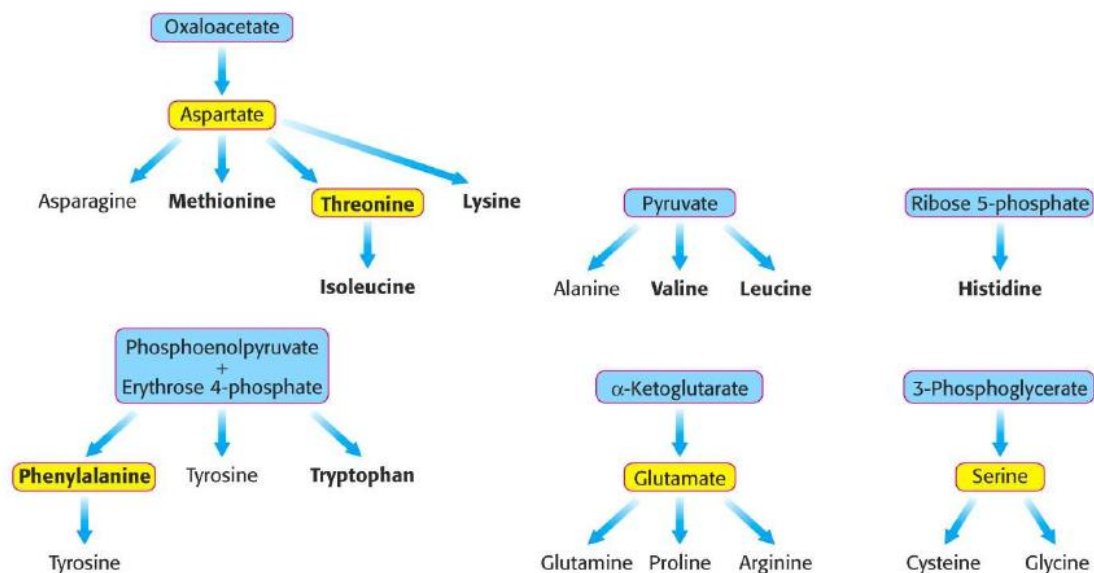 Oxaloacetate
Aspartate
Asparagine
Methionine
Threonine
Lysine
Isoleucine
Pyruvate
Alanine
Valine
Leucine
Ribose 5-phosphate
Histidine
Phosphoenolpyruvate
+
Erythrose 4-phosphate
Phenylalanine
Tyrosine
Tryptophan
Tyrosine
α-Ketoglutarate
Glutamate
Glutamine
Proline
Arginine
3-Phosphoglycerate
Serine
Cysteine
Glycine